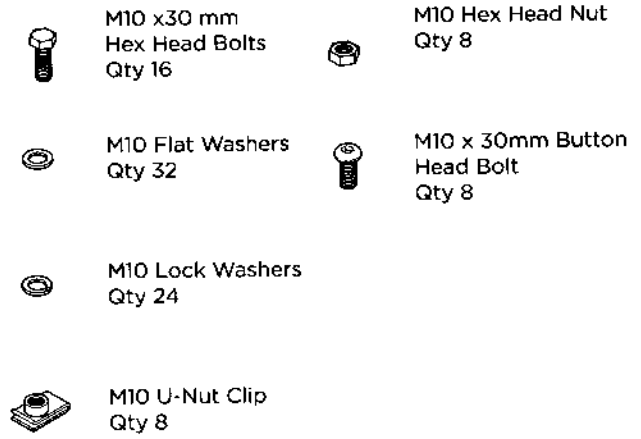 M10 x30 mm
Hex Head Bolts
Qty 16
M10 Hex Head Nut
Qty 8
M10 Flat Washers
Qty 32
M10 x 30mm Button
Head Bolt
Qty 8
M10 Lock Washers
Qty 24
M10 U-Nut Clip
Qty 8